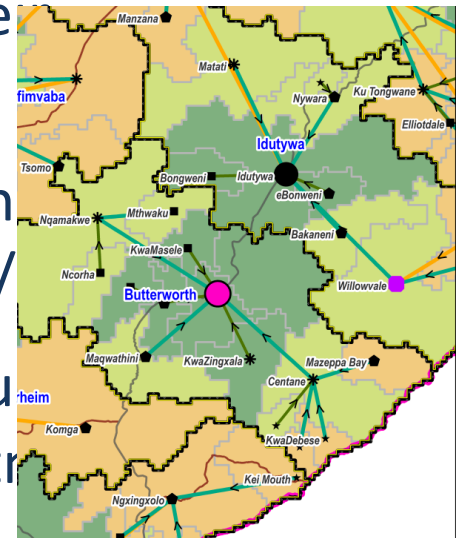 e
Manzana
Matati
fimvaba
Nywara
Ku Tongwane
Elliotdale
Idutywa
Tsomo
Bongweni
Idutywa
eBonweni
n
Nqamakwe
Mthwaku
Bakaneni
KwaMasele
y
Ncorha
Butterworth
Willowvale
Maqwathini
KwaZingxala
Mazeppa Bay
Centane
u
rheim
Komga
KwaDebese
Kei Mouth
Ngxingxolo